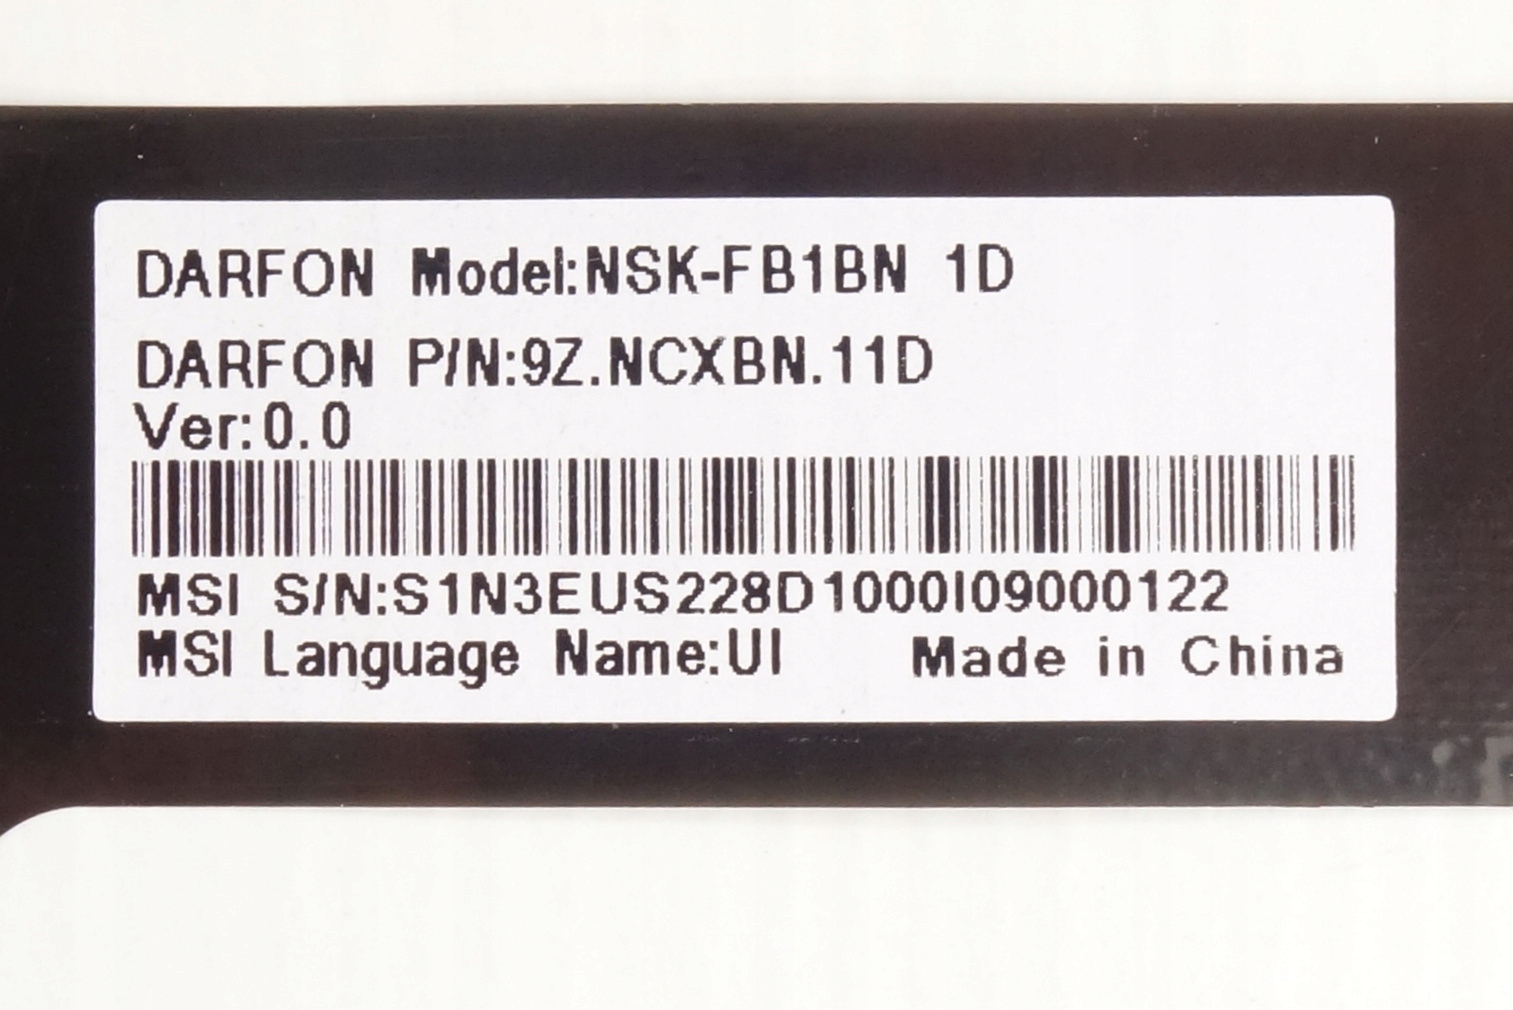 DARFON Model:NSK-FB1BN 1D
DARFON P/N:9Z.NCXBN.11D
Ver:0.0
MSI S/N:S1N3EUS228D1000I09000122
MSI Language Name:UI Made in China